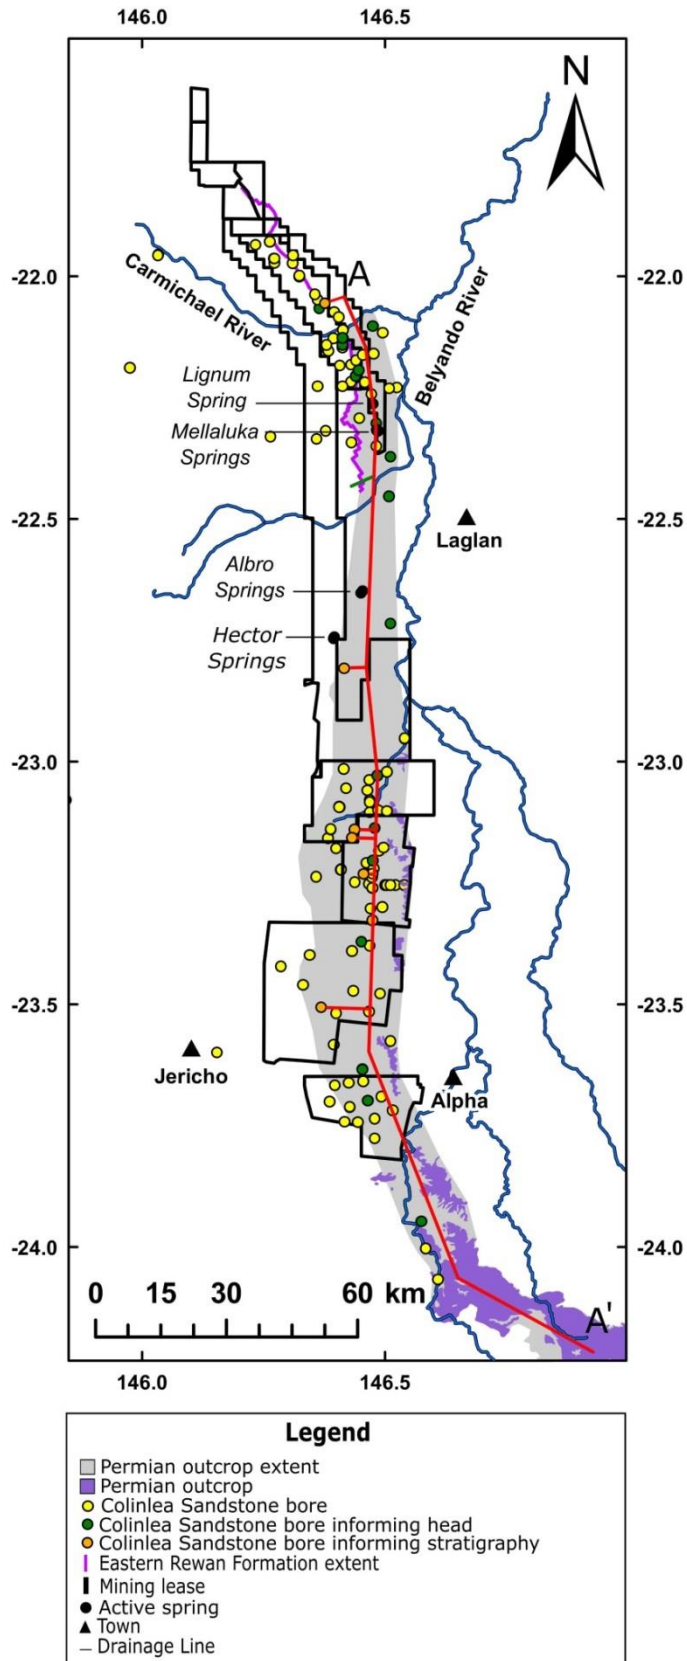 146.0 146.5
N
A
-22.0 -22.0
Carmichael River
Belyando River
Lignum
Spring
Mellaluka
Springs
-22.5 -22.5
Laglan
Albro
Springs
Hector
Springs
-23.0 -23.0
-23.5 -23.5
Jericho
Alpha
-24.0 -24.0
0 15 30 60 km
A'
146.0 146.5
Legend
Permian outcrop extent
Permian outcrop
Colinlea Sandstone bore
Colinlea Sandstone bore informing head
Colinlea Sandstone bore informing stratigraphy
Eastern Rewan Formation extent
Mining lease
Active spring
Town
Drainage Line